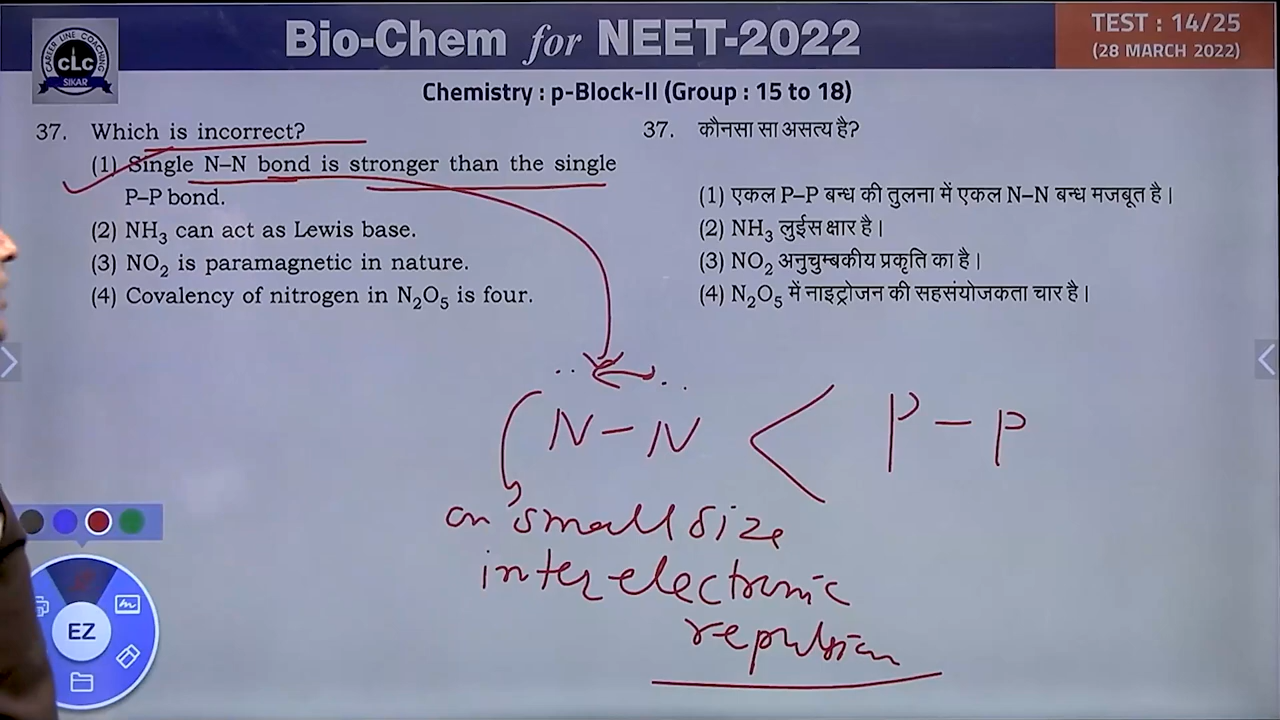 CAREER LINE COACHING
CLC
SIKAR
Bio-Chem for NEET-2022
TEST : 14/25
(28 MARCH 2022)
Chemistry : p-Block-II (Group : 15 to 18)
37. Which is incorrect?
(1) Single N–N bond is stronger than the single
P–P bond.
(2) NH₃ can act as Lewis base.
(3) NO₂ is paramagnetic in nature.
(4) Covalency of nitrogen in N₂O₅ is four.
37. कौनसा सा असत्य है?
(1) एकल P–P बन्ध की तुलना में एकल N–N बन्ध मजबूत है।
(2) NH₃ लुईस क्षार है।
(3) NO₂ अनुचुम्बकीय प्रकृति का है।
(4) N₂O₅ में नाइट्रोजन की सहसंयोजकता चार है।
N – N < P – P
small size
interelectronic
repulsion
EZ